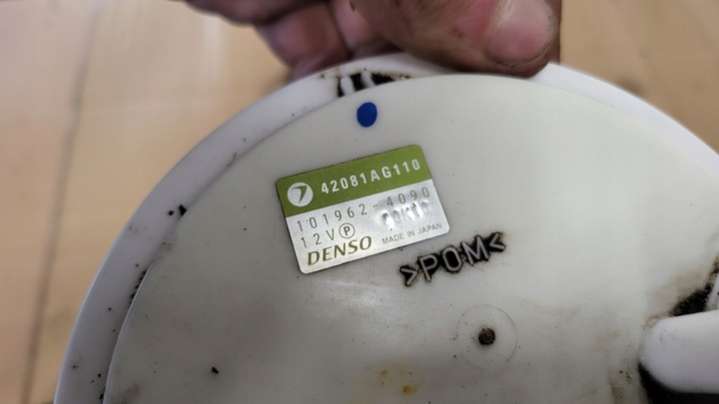 42081AG110
101962-4090
12V Ⓟ
DENSO MADE IN JAPAN
>POM<